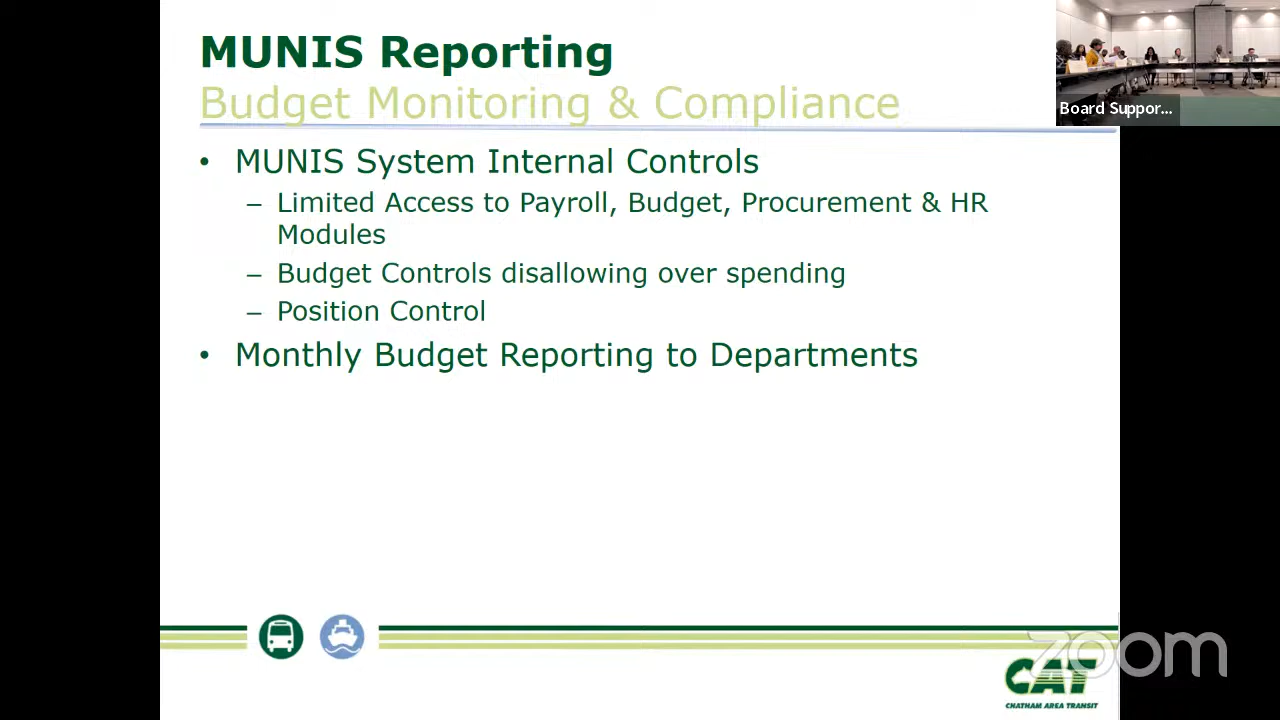 MUNIS Reporting
Budget Monitoring & Compliance
• MUNIS System Internal Controls
– Limited Access to Payroll, Budget, Procurement & HR
Modules
– Budget Controls disallowing over spending
– Position Control
• Monthly Budget Reporting to Departments
Board Suppor...
zoom
CAT
CHATHAM AREA TRANSIT